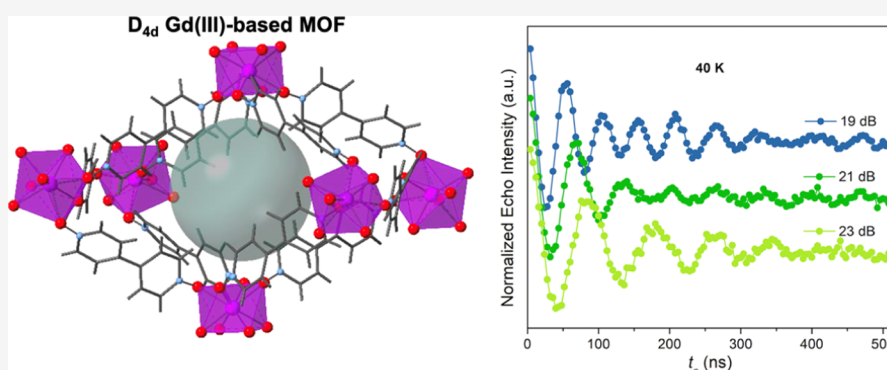 D4d Gd(III)-based MOF
40 K
19 dB
21 dB
23 dB
Normalized Echo Intensity (a.u.)
0 100 200 300 400
(ns)